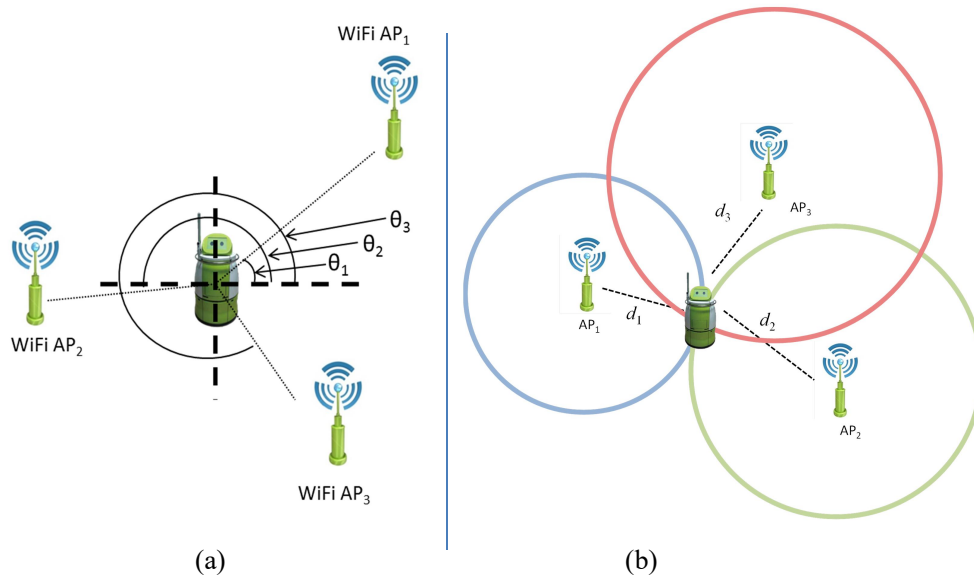 WiFi AP1
θ3
θ2
θ1
WiFi AP2
WiFi AP3
(a)
AP3
d3
AP1
d1
d2
AP2
(b)